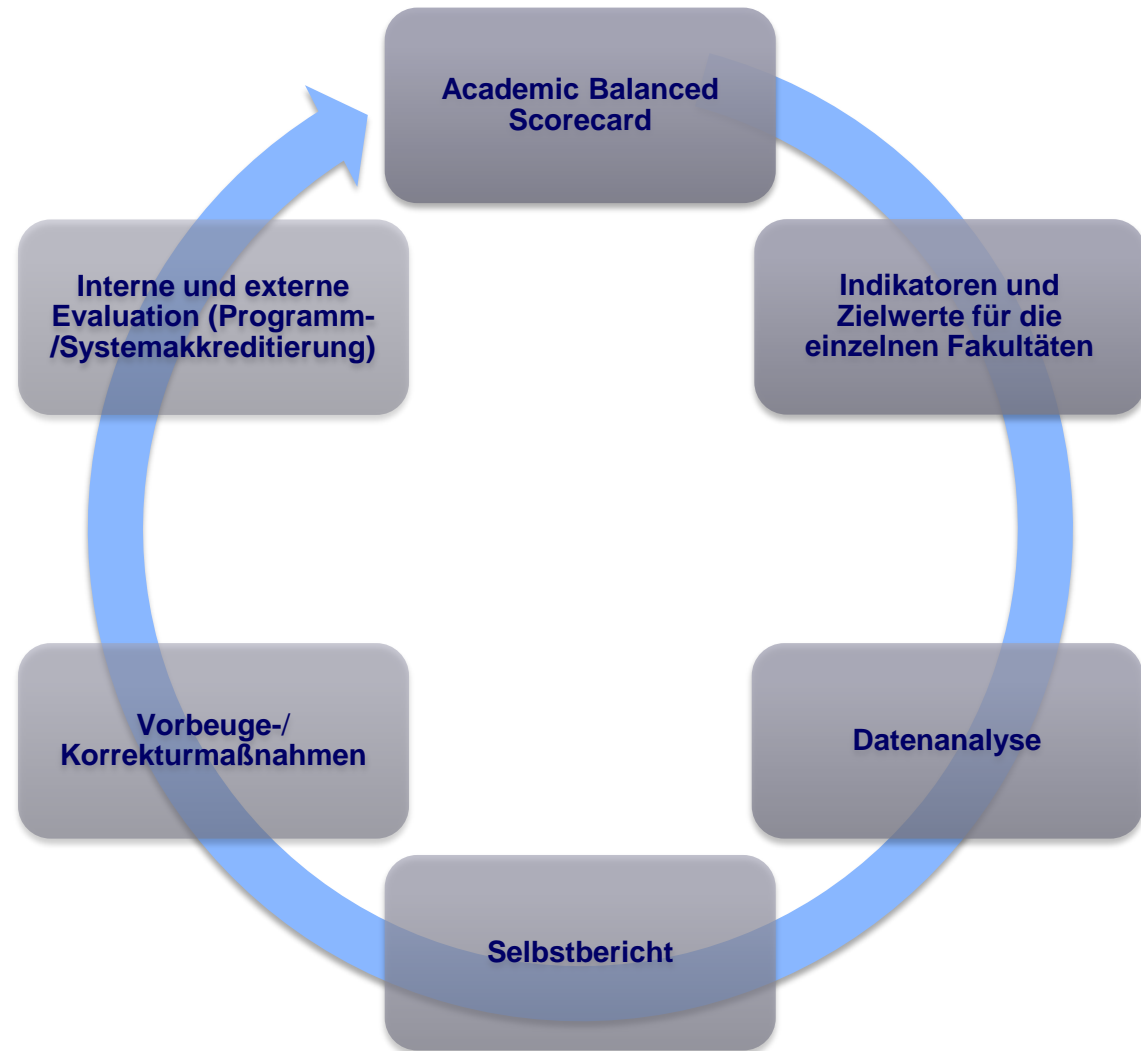 Academic Balanced
Scorecard
Indikatoren und
Zielwerte für die
einzelnen Fakultäten
Datenanalyse
Selbstbericht
Vorbeuge-/
Korrekturmaßnahmen
Interne und externe
Evaluation (Programm-
/Systemakkreditierung)